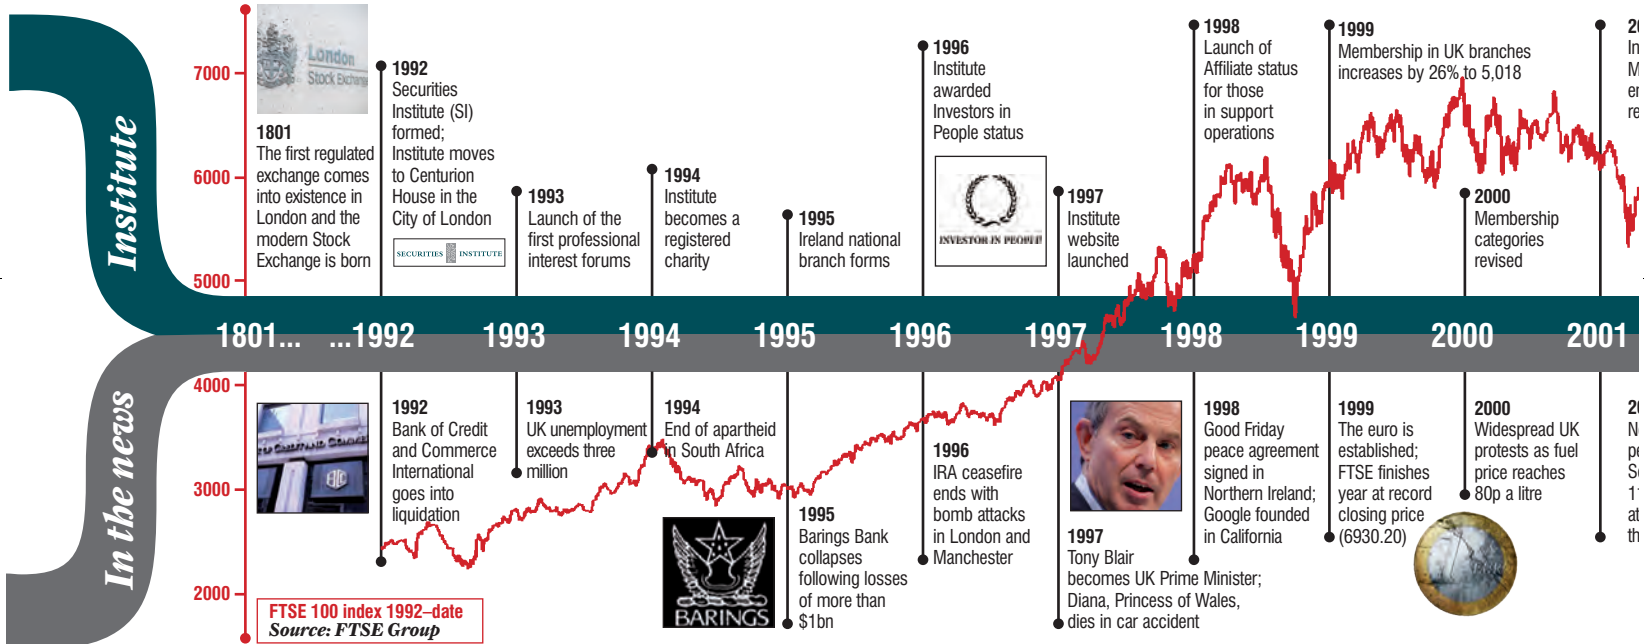 Institute
In the news
7000
6000
5000
4000
3000
2000
London
Stock Exchange
1801
The first regulated
exchange comes
into existence in
London and the
modern Stock
Exchange is born
1992
Securities
Institute (SI)
formed;
Institute moves
to Centurion
House in the
City of London
SECURITIES INSTITUTE
1993
Launch of the
first professional
interest forums
1994
Institute
becomes a
registered
charity
1995
Ireland national
branch forms
1996
Institute
awarded
Investors in
People status
INVESTOR IN PEOPLE
1997
Institute
website
launched
1998
Launch of
Affiliate status
for those
in support
operations
1999
Membership in UK branches
increases by 26% to 5,018
2000
Membership
categories
revised
1801... ...1992 1993 1994 1995 1996 1997 1998 1999 2000 2001
1992
Bank of Credit
and Commerce
International
goes into
liquidation
1993
UK unemployment
exceeds three
million
1994
End of apartheid
in South Africa
BARINGS
1995
Barings Bank
collapses
following losses
of more than
$1bn
1996
IRA ceasefire
ends with
bomb attacks
in London and
Manchester
1997
Tony Blair
becomes UK Prime Minister;
Diana, Princess of Wales,
dies in car accident
1998
Good Friday
peace agreement
signed in
Northern Ireland;
Google founded
in California
1999
The euro is
established;
FTSE finishes
year at record
closing price
(6930.20)
2000
Widespread UK
protests as fuel
price reaches
80p a litre
FTSE 100 index 1992–date
Source: FTSE Group